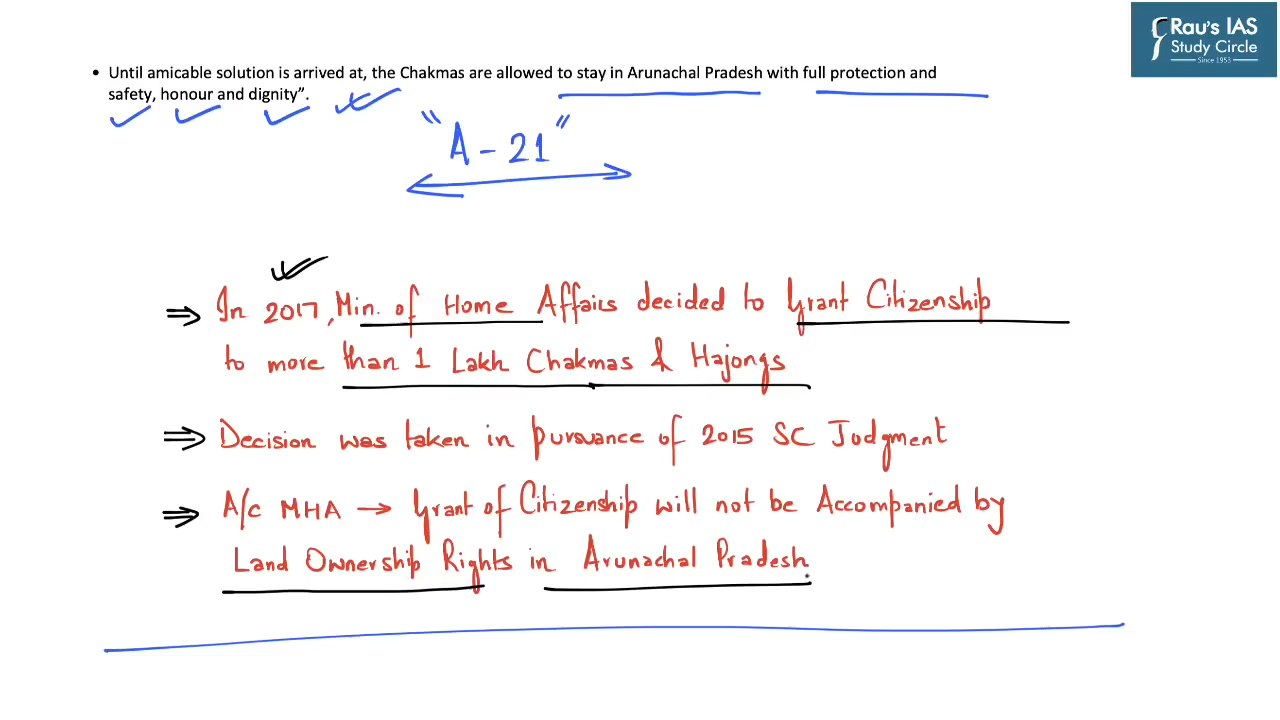 Rau's IAS
Study Circle
Since 1953
• Until amicable solution is arrived at, the Chakmas are allowed to stay in Arunachal Pradesh with full protection and
safety, honour and dignity”.
"A - 21"
⇒ In 2017, Min. of Home Affairs decided to Grant Citizenship
to more than 1 Lakh Chakmas & Hajongs
⇒ Decision was taken in pursuance of 2015 SC Judgment
⇒ A/c MHA → Grant of Citizenship will not be Accompanied by
Land Ownership Rights in Arunachal Pradesh.